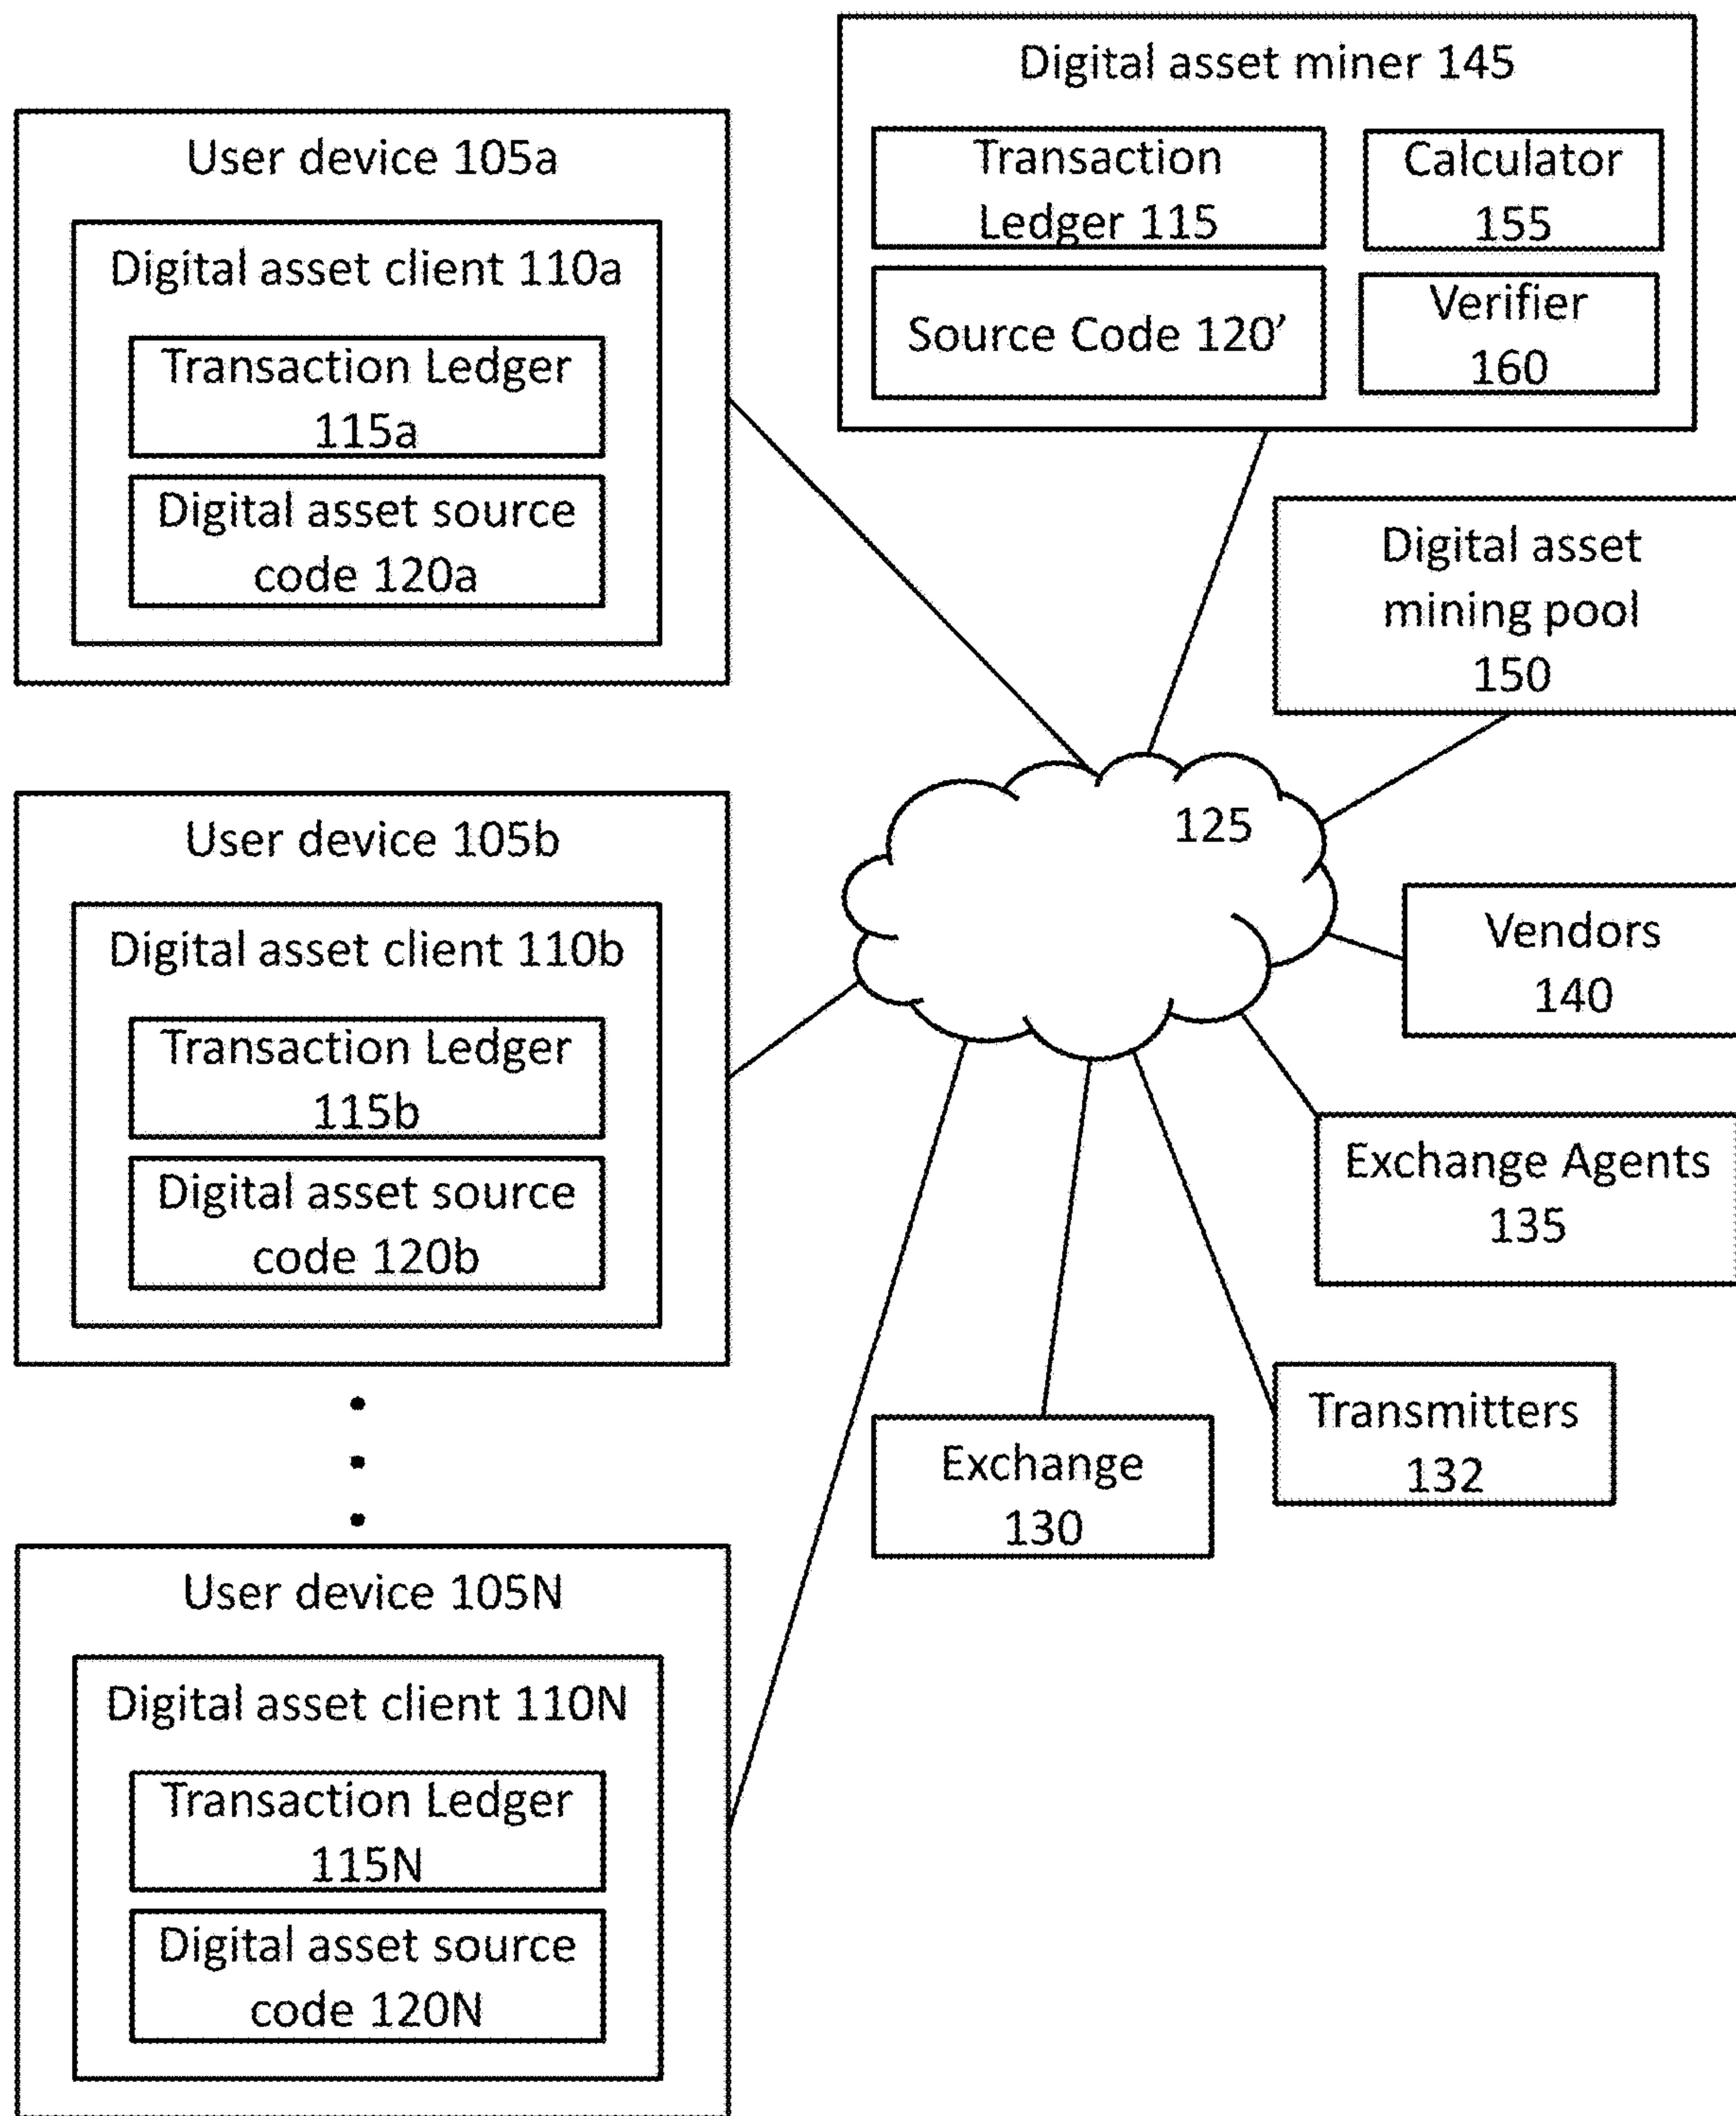 Digital asset miner 145
Transaction
Ledger 115
Calculator
155
Source Code 120’
Verifier
160
User device 105a
Digital asset client 110a
Transaction Ledger
115a
Digital asset source
code 120a
Digital asset
mining pool
150
125
User device 105b
Digital asset client 110b
Transaction Ledger
115b
Digital asset source
code 120b
Vendors
140
Exchange Agents
135
Transmitters
132
Exchange
130
User device 105N
Digital asset client 110N
Transaction Ledger
115N
Digital asset source
code 120N